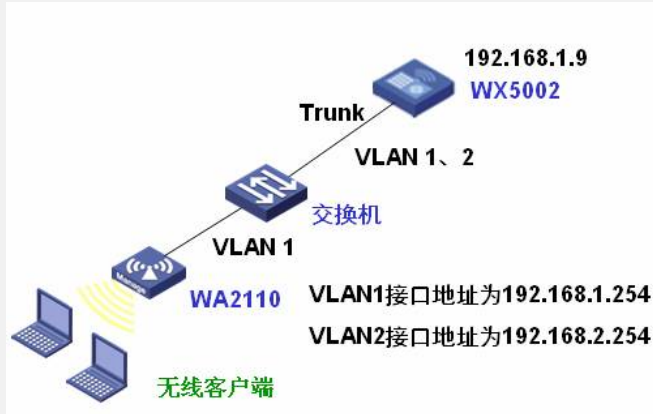 192.168.1.9
WX5002
Trunk
VLAN 1、2
交换机
VLAN 1
Manage
WA2110
VLAN1接口地址为192.168.1.254
VLAN2接口地址为192.168.2.254
无线客户端